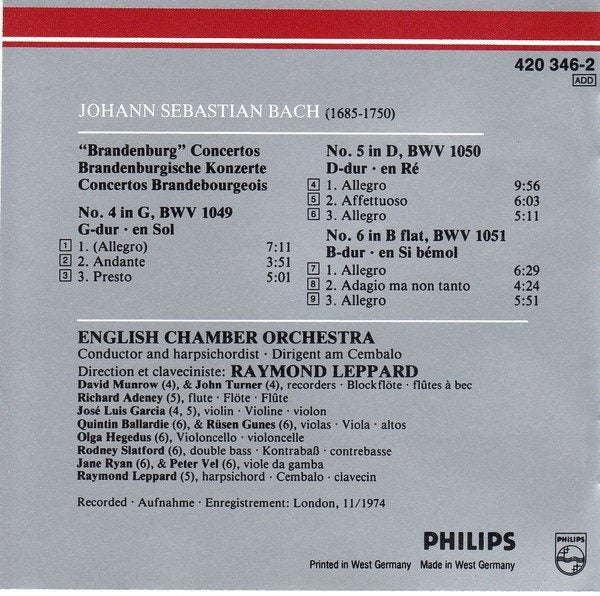 420 346-2
ADD
JOHANN SEBASTIAN BACH (1685-1750)
“Brandenburg” Concertos
Brandenburgische Konzerte
Concertos Brandebourgeois
No. 4 in G, BWV 1049
G-dur · en Sol
1 1. (Allegro) 7:11
2 2. Andante 3:51
3 3. Presto 5:01
No. 5 in D, BWV 1050
D-dur · en Ré
4 1. Allegro 9:56
5 2. Affettuoso 6:03
6 3. Allegro 5:11
No. 6 in B flat, BWV 1051
B-dur · en Si bémol
7 1. Allegro 6:29
8 2. Adagio ma non tanto 4:24
9 3. Allegro 5:51
ENGLISH CHAMBER ORCHESTRA
Conductor and harpsichordist · Dirigent am Cembalo
Direction et claveciniste: RAYMOND LEPPARD
David Munrow (4), & John Turner (4), recorders · Blockflöte · flûtes à bec
Richard Adeney (5), flute · Flöte · Flûte
José Luis Garcia (4, 5), violin · Violine · violon
Quintin Ballardie (6), & Rüsen Gunes (6), violas · Viola · altos
Olga Hegedus (6), Violoncello · violoncelle
Rodney Slatford (6), double bass · Kontrabaß · contrebasse
Jane Ryan (6), & Peter Vel (6), viole da gamba
Raymond Leppard (5), harpsichord · Cembalo · clavecin
Recorded · Aufnahme · Enregistrement: London, 11/1974
PHILIPS
Printed in West Germany Made in West Germany
PHILIPS